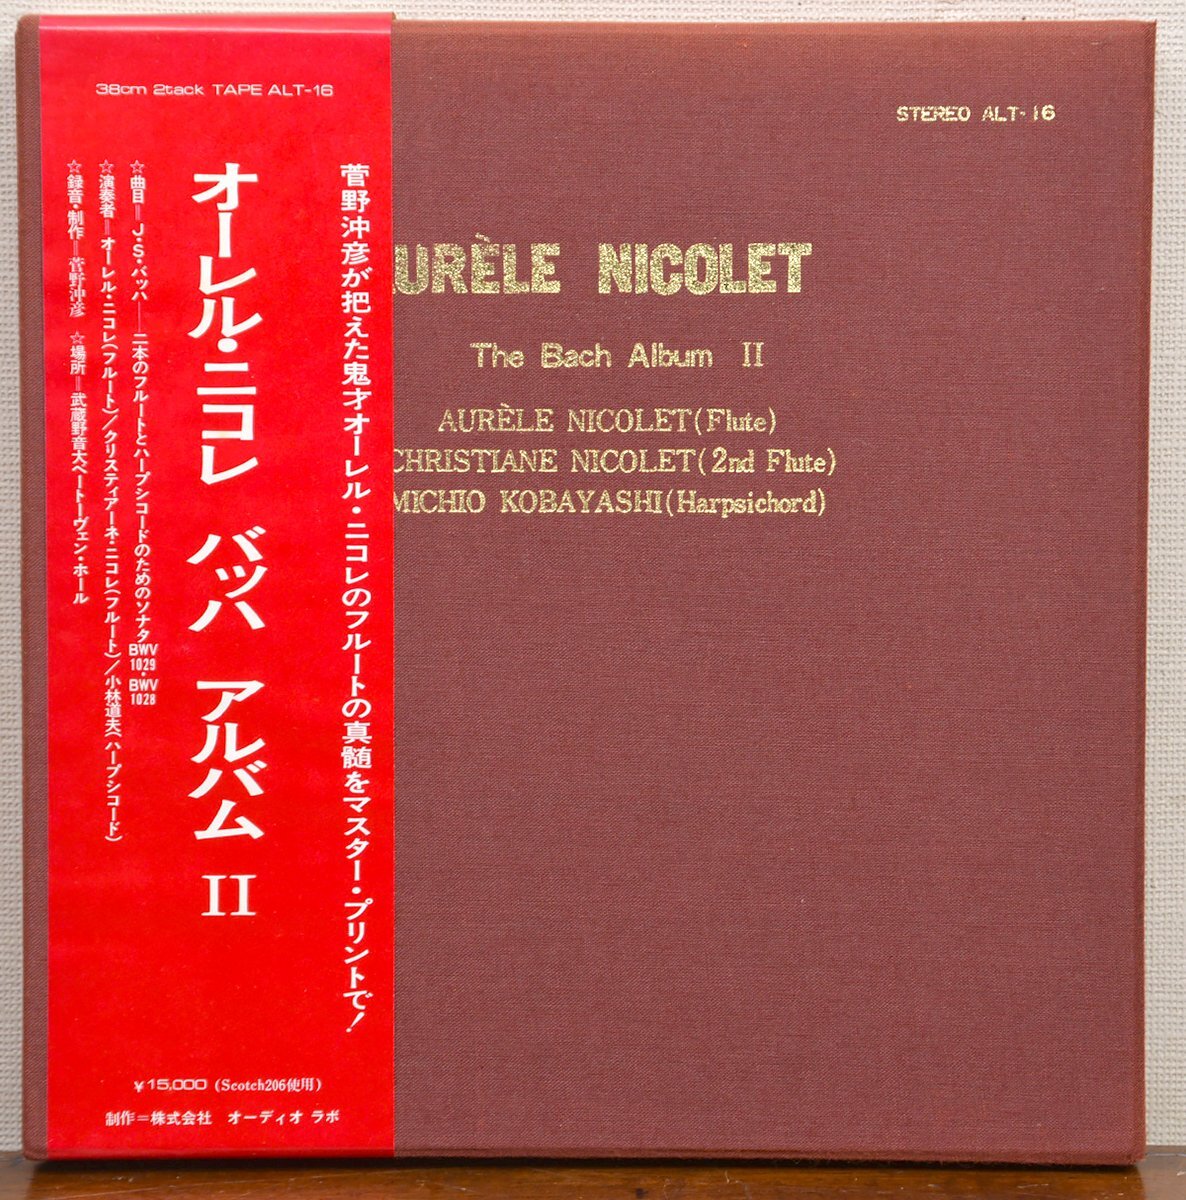 38cm 2tack TAPE ALT-16
菅野沖彦が把えた鬼才オーレル・ニコレのフルートの真髄をマスター・プリントで!
オーレル・ニコレ バッハ アルバム II
☆曲目=J・S・バッハ——二本のフルートとハープシコードのためのソナタBWV1029・BWV1028
☆演奏者=オーレル・ニコレ(フルート)/クリスティアーネ・ニコレ(フルート)/小林道夫(ハープシコード)
☆録音・制作=菅野沖彦 ☆場所=武蔵野音大ベートーヴェン・ホール
¥15,000 (Scotch206使用)
制作=株式会社 オーディオ ラボ
STEREO ALT-16
AURÈLE NICOLET
The Bach Album II
AURÈLE NICOLET(Flute)
CHRISTIANE NICOLET(2nd Flute)
MICHIO KOBAYASHI(Harpsichord)